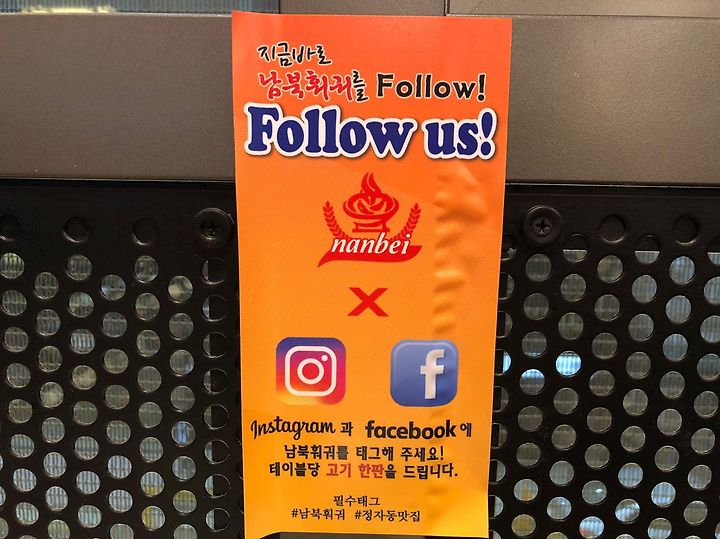 지금바로
남북훠궈를 Follow!
Follow us!
nanbei
X
Instagram과 facebook에
남북훠궈를 태그해 주세요!
테이블당 고기 한판을 드립니다.
필수태그
#남북훠궈 #정자동맛집